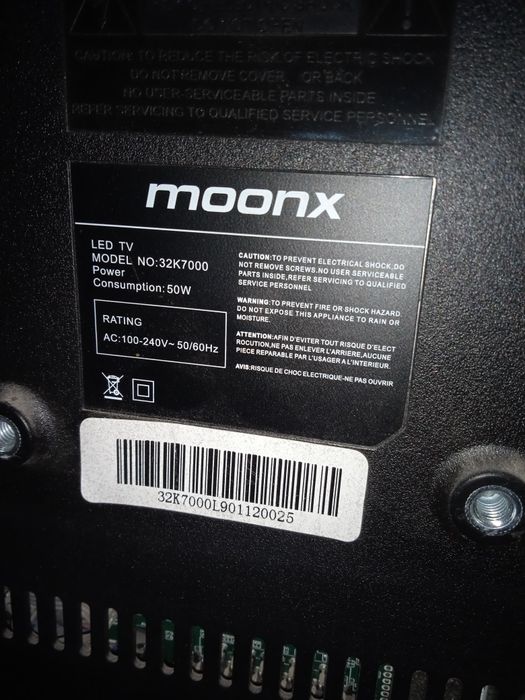 DO NOT OPEN
CAUTION: TO REDUCE THE RISK OF ELECTRIC SHOCK
DO NOT REMOVE COVER, OR BACK
NO USER-SERVICEABLE PARTS INSIDE
REFER SERVICING TO QUALIFIED SERVICE PERSONNEL
moonx
LED TV
MODEL NO:32K7000
Power
Consumption:50W
RATING
AC:100-240V~ 50/60Hz
CAUTION:TO PREVENT ELECTRICAL SHOCK,DO
NOT REMOVE SCREWS.NO USER SERVICEABLE
PARTS INSIDE,REFER SERVICING TO QUALIFIED
SERVICE PERSONNEL
WARNING:TO PREVENT FIRE OR SHOCK HAZARD
DO NOT EXPOSE THIS APPLIANCE TO RAIN OR
MOISTURE.
ATTENTION:AFIN D'EVITER TOUT RISQUE D'ELECT
ROCUTION,NE PAS ENLEVER L'ARRIERE,AUCUNE
PIECE REPARABLE PAR L'USAGER A L'INTERIEUR.
AVIS:RISQUE DE CHOC ELECTRIQUE-NE PAS OUVRIR
32K7000L901120025